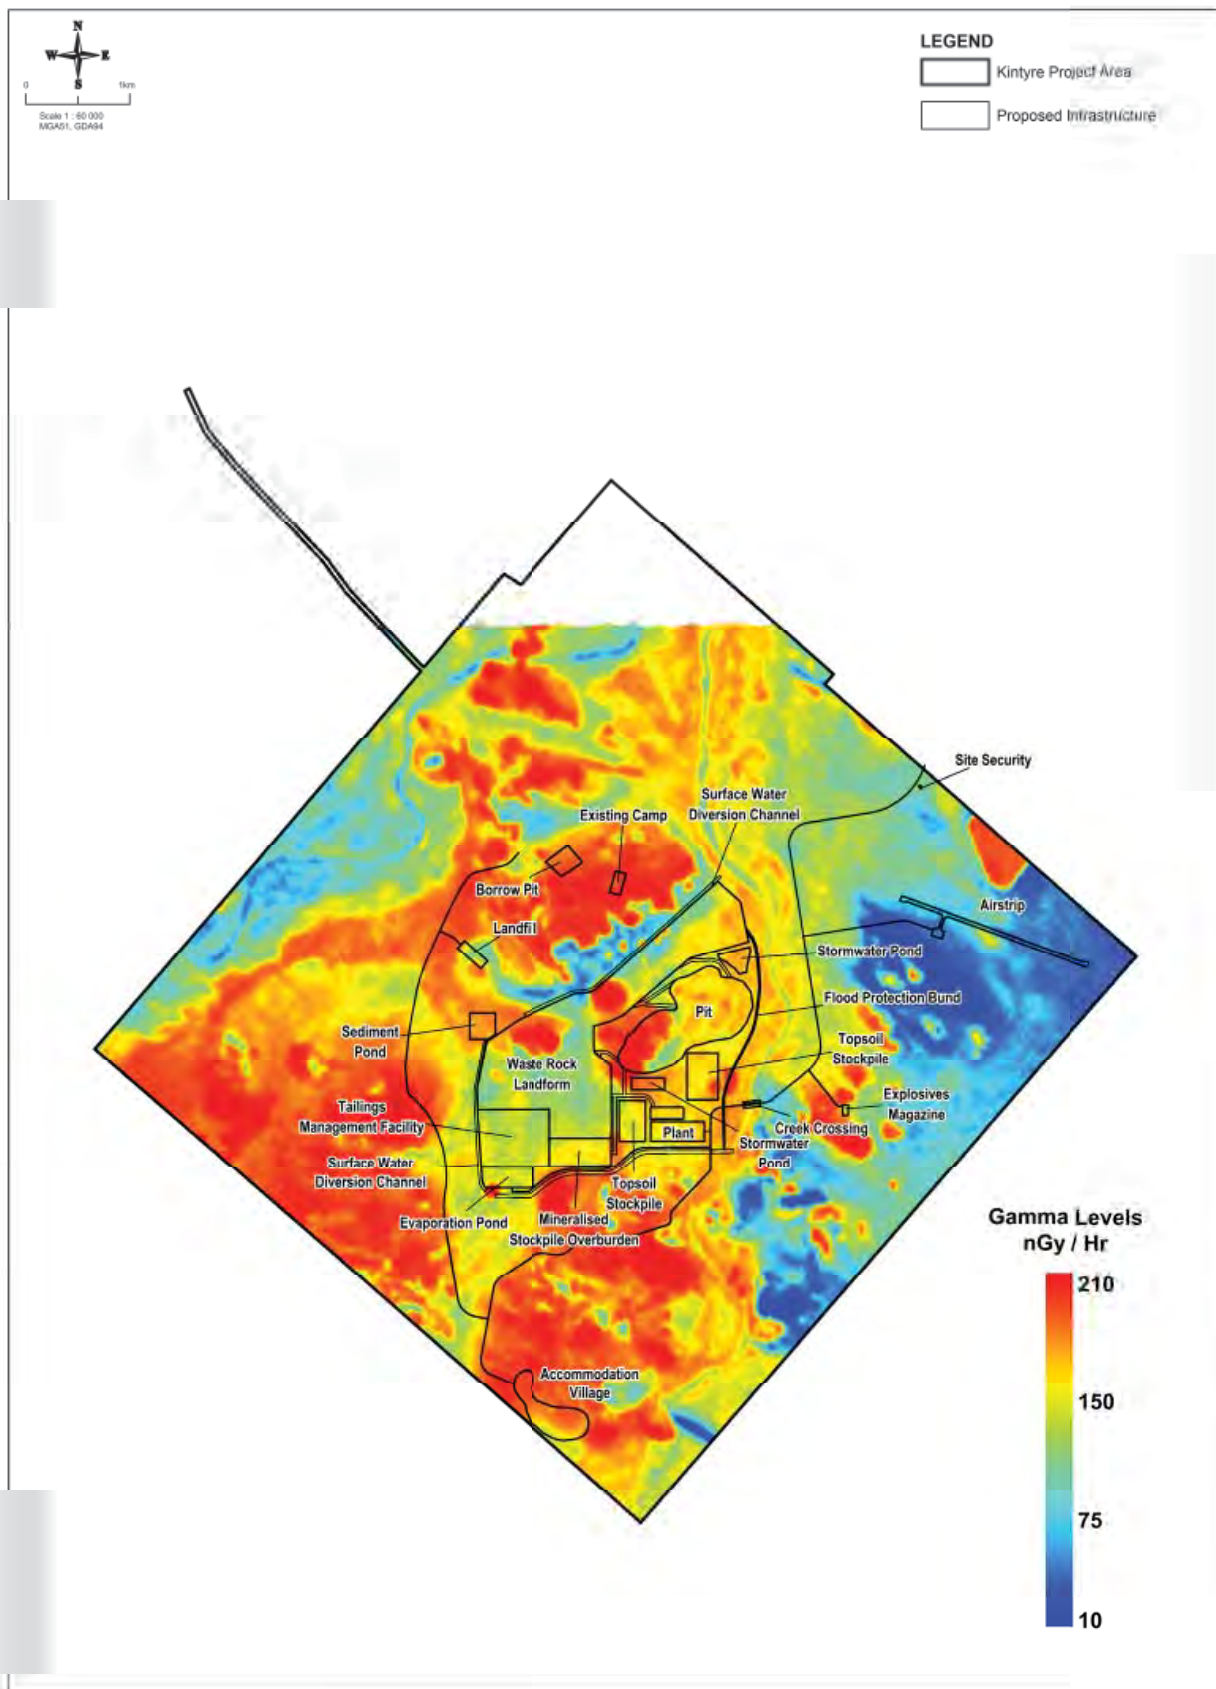 N
W E
S
0 1km
Scale 1 : 60 000
MGA51, GDA94
LEGEND
Kintyre Project Area
Proposed Infrastructure
Site Security
Surface Water
Diversion Channel
Existing Camp
Borrow Pit
Airstrip
Landfill
Stormwater Pond
Flood Protection Bund
Pit
Sediment
Pond
Topsoil
Stockpile
Waste Rock
Landform
Explosives
Magazine
Tailings
Management Facility
Creek Crossing
Plant
Stormwater
Pond
Surface Water
Diversion Channel
Topsoil
Stockpile
Evaporation Pond
Mineralised
Stockpile Overburden
Accommodation
Village
Gamma Levels
nGy / Hr
210
150
75
10